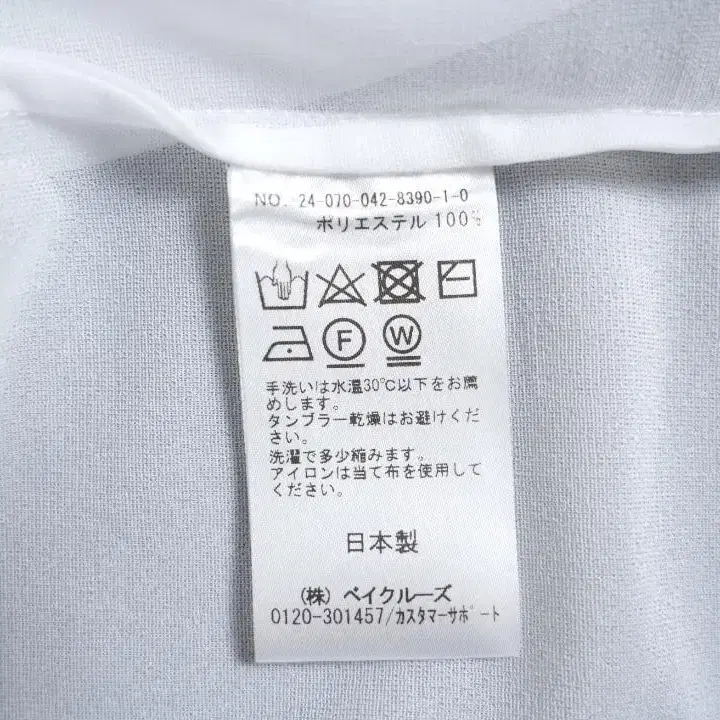 NO. 24-070-042-8390-1-0
ポリエステル 100%
F W
手洗いは水温30℃以下をお薦
めします。
タンブラー乾燥はお避けくだ
さい。
洗濯で多少縮みます。
アイロンは当て布を使用して
ください。
日本製
(株) ベイクルーズ
0120-301457/カスタマーサポート